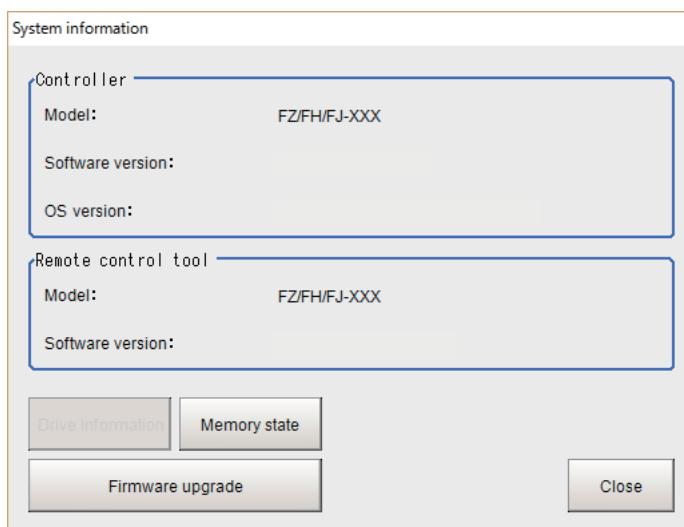 System information
Controller
Model: FZ/FH/FJ-XXX
Software version:
OS version:
Remote control tool
Model: FZ/FH/FJ-XXX
Software version:
Drive information Memory state
Firmware upgrade Close